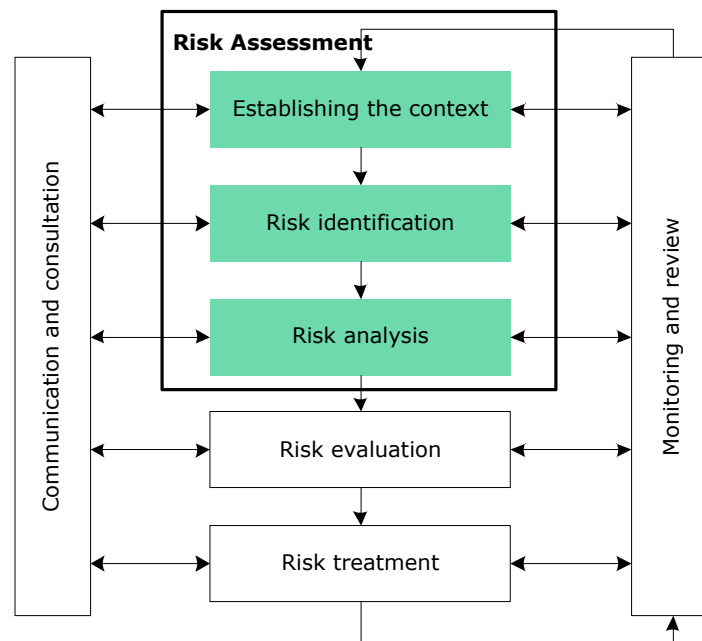 Risk Assessment
Establishing the context
Risk identification
Risk analysis
Risk evaluation
Risk treatment
Communication and consultation
Monitoring and review